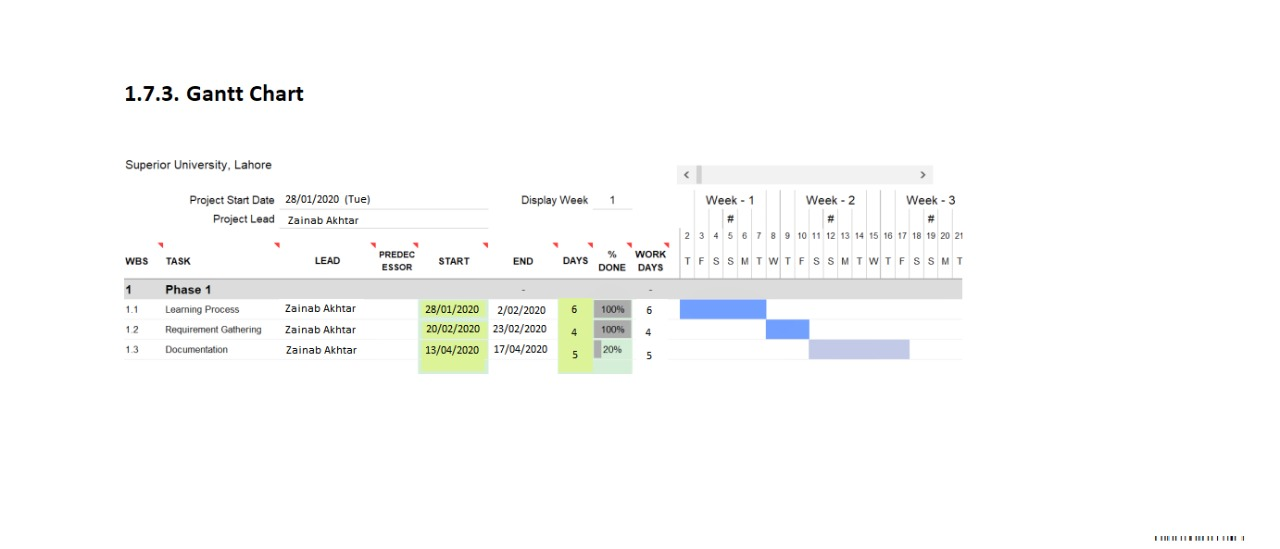 1.7.3. Gantt Chart
Superior University, Lahore
< >
Project Start Date 28/01/2020 (Tue) Display Week 1 Week - 1 Week - 2 Week - 3
Project Lead Zainab Akhtar # # #
2 3 4 5 6 7 8 9 10 11 12 13 14 15 16 17 18 19 20 21
WBS TASK LEAD PREDEC ESSOR START END DAYS % DONE WORK DAYS T F S S M T W T F S S M T W T F S S M T
1 Phase 1 - -
1.1 Learning Process Zainab Akhtar 28/01/2020 2/02/2020 6 100% 6
1.2 Requirement Gathering Zainab Akhtar 20/02/2020 23/02/2020 4 100% 4
1.3 Documentation Zainab Akhtar 13/04/2020 17/04/2020 5 20% 5